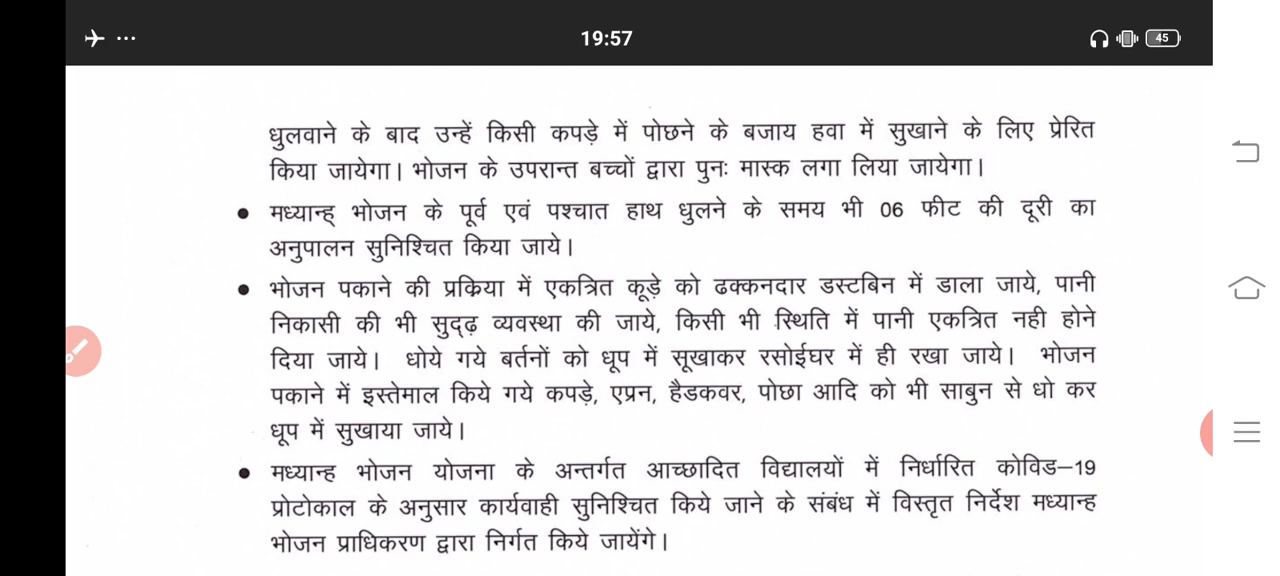 19:57
45
धुलवाने के बाद उन्हें किसी कपड़े में पोछने के बजाय हवा में सुखाने के लिए प्रेरित
किया जायेगा। भोजन के उपरान्त बच्चों द्वारा पुनः मास्क लगा लिया जायेगा।
• मध्यान्ह् भोजन के पूर्व एवं पश्चात हाथ धुलने के समय भी 06 फीट की दूरी का
अनुपालन सुनिश्चित किया जाये।
• भोजन पकाने की प्रकिया में एकत्रित कूड़े को ढक्कनदार डस्टबिन में डाला जाये, पानी
निकासी की भी सुदृढ़ व्यवस्था की जाये, किसी भी स्थिति में पानी एकत्रित नही होने
दिया जाये। धोये गये बर्तनों को धूप में सूखाकर रसोईघर में ही रखा जाये। भोजन
पकाने में इस्तेमाल किये गये कपड़े, एप्रन, हैडकवर, पोछा आदि को भी साबुन से धो कर
धूप में सुखाया जाये।
• मध्यान्ह भोजन योजना के अन्तर्गत आच्छादित विद्यालयों में निर्धारित कोविड–19
प्रोटोकाल के अनुसार कार्यवाही सुनिश्चित किये जाने के संबंध में विस्तृत निर्देश मध्यान्ह
भोजन प्राधिकरण द्वारा निर्गत किये जायेंगे।